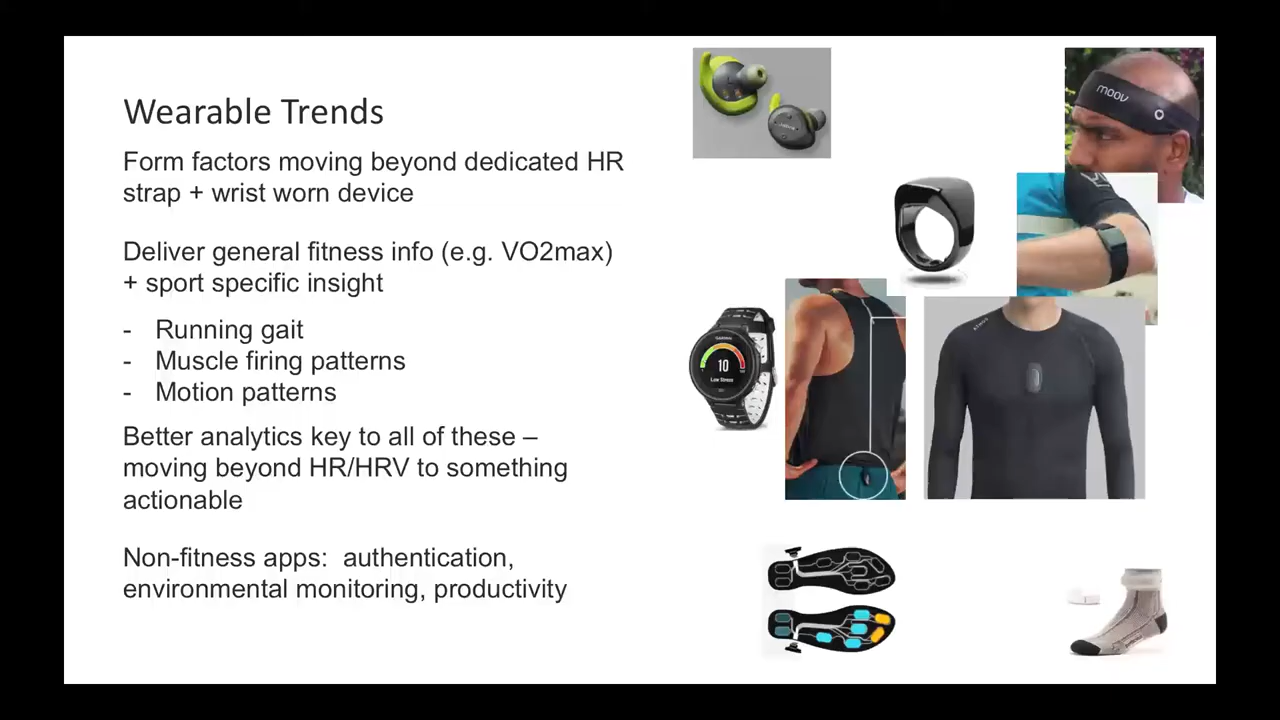 Wearable Trends
Form factors moving beyond dedicated HR
strap + wrist worn device
Deliver general fitness info (e.g. VO2max)
+ sport specific insight
- Running gait
- Muscle firing patterns
- Motion patterns
Better analytics key to all of these –
moving beyond HR/HRV to something
actionable
Non-fitness apps:  authentication,
environmental monitoring, productivity
moov
GARMIN
10
Low Stress